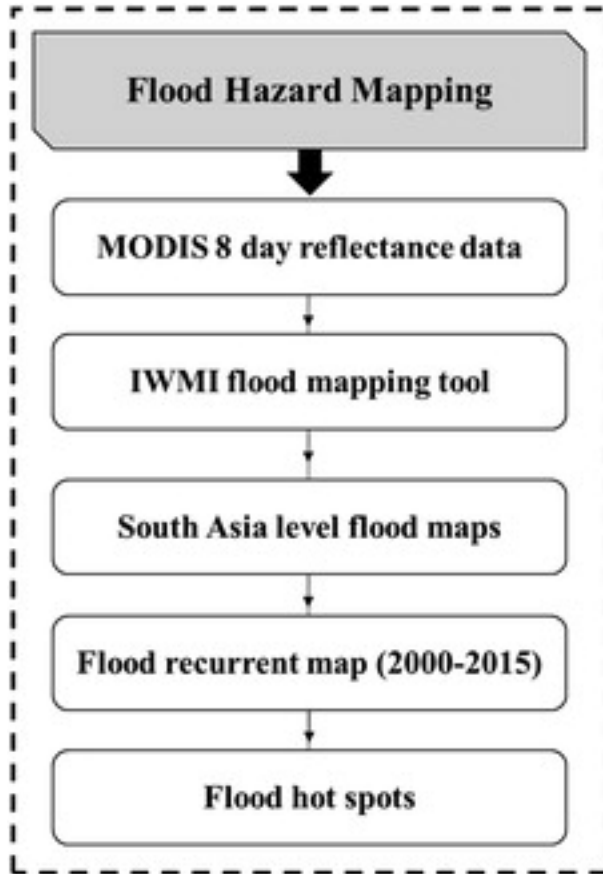 Flood Hazard Mapping
MODIS 8 day reflectance data
IWMI flood mapping tool
South Asia level flood maps
Flood recurrent map (2000-2015)
Flood hot spots